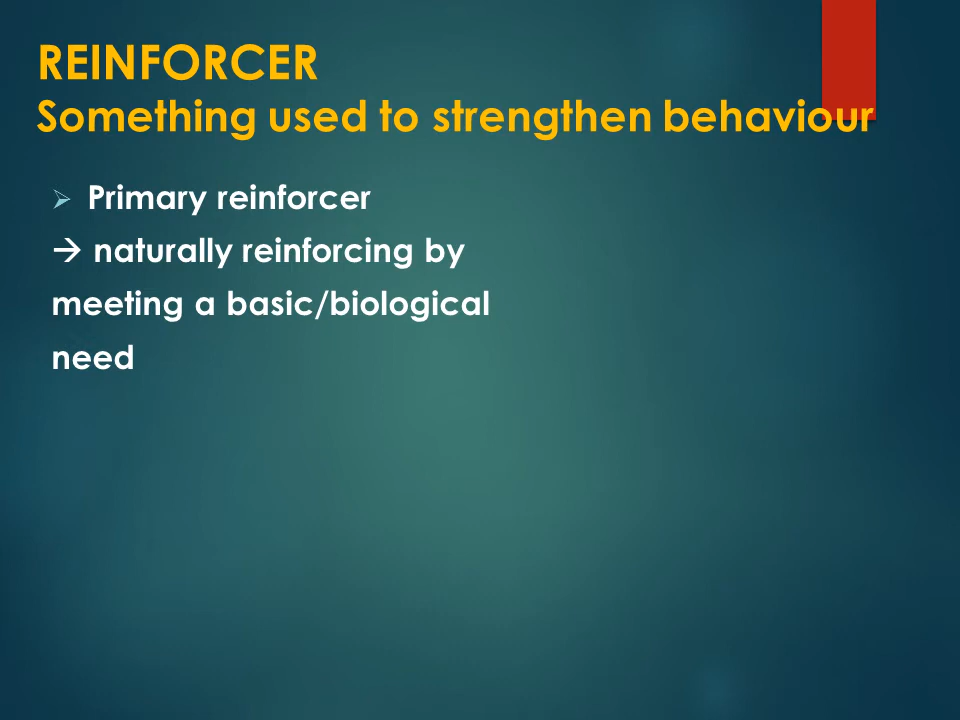 REINFORCER
Something used to strengthen behaviour
➢ Primary reinforcer
→ naturally reinforcing by
meeting a basic/biological
need